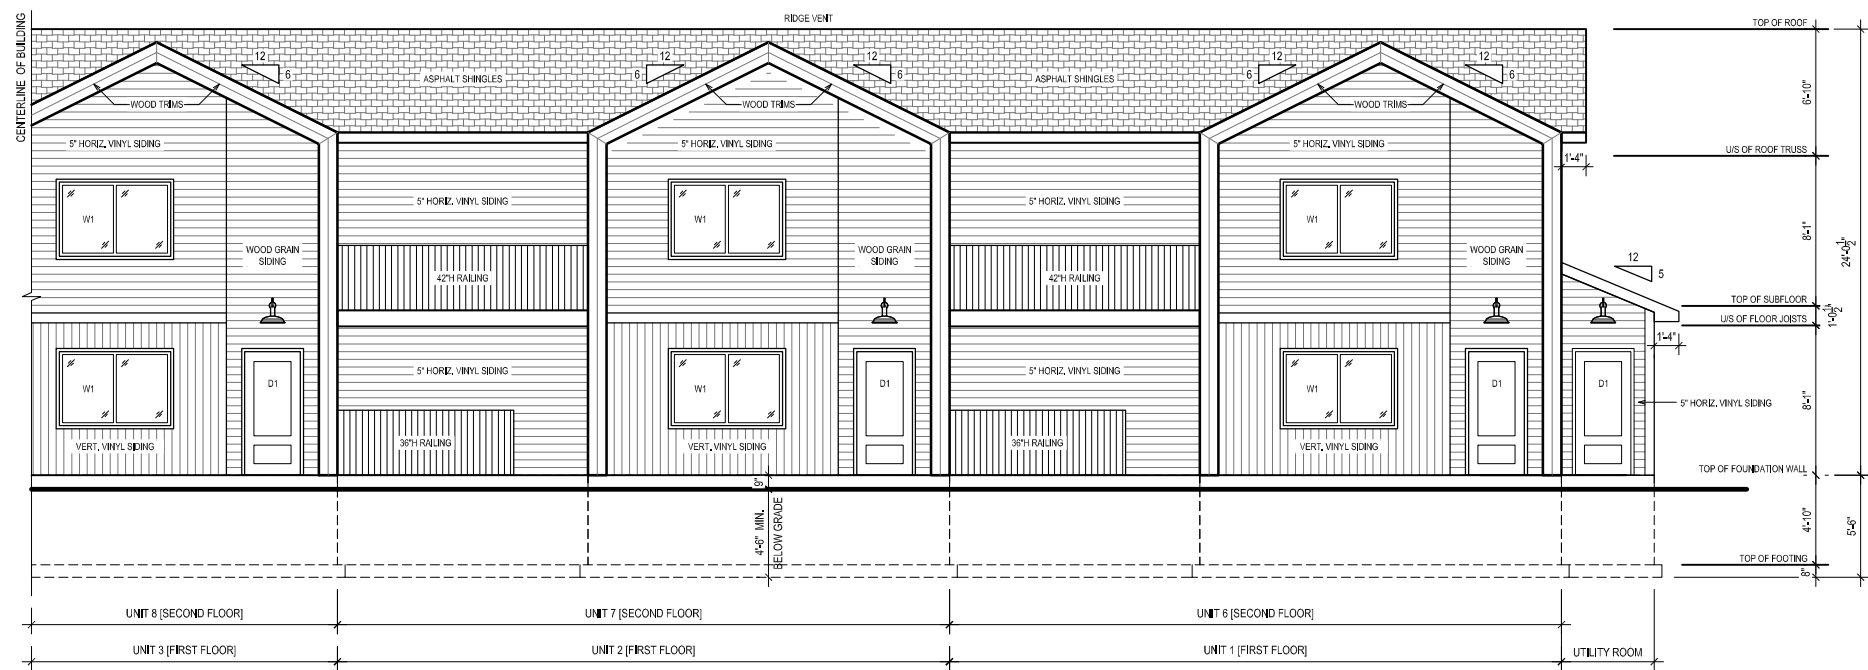 CENTERLINE OF BUILDING
RIDGE VENT
TOP OF ROOF
12
6
12
6
12
6
12
6
12
6
ASPHALT SHINGLES
ASPHALT SHINGLES
WOOD TRIMS
WOOD TRIMS
WOOD TRIMS
6'-10"
5" HORIZ. VINYL SIDING
5" HORIZ. VINYL SIDING
5" HORIZ. VINYL SIDING
U/S OF ROOF TRUSS
1'-4"
5" HORIZ. VINYL SIDING
5" HORIZ. VINYL SIDING
W1
W1
W1
WOOD GRAIN
SIDING
WOOD GRAIN
SIDING
WOOD GRAIN
SIDING
8'-1"
24'-0½"
12
5
42"H RAILING
42"H RAILING
TOP OF SUBFLOOR
U/S OF FLOOR JOISTS
1'-0½"
1'-4"
5" HORIZ. VINYL SIDING
5" HORIZ. VINYL SIDING
W1
D1
W1
D1
W1
D1
D1
5" HORIZ. VINYL SIDING
8'-1"
VERT. VINYL SIDING
36"H RAILING
VERT. VINYL SIDING
36"H RAILING
VERT. VINYL SIDING
TOP OF FOUNDATION WALL
9"
4'-6" MIN.
BELOW GRADE
4'-10"
5'-6"
TOP OF FOOTING
8"
UNIT 8 [SECOND FLOOR]
UNIT 7 [SECOND FLOOR]
UNIT 6 [SECOND FLOOR]
UNIT 3 [FIRST FLOOR]
UNIT 2 [FIRST FLOOR]
UNIT 1 [FIRST FLOOR]
UTILITY ROOM